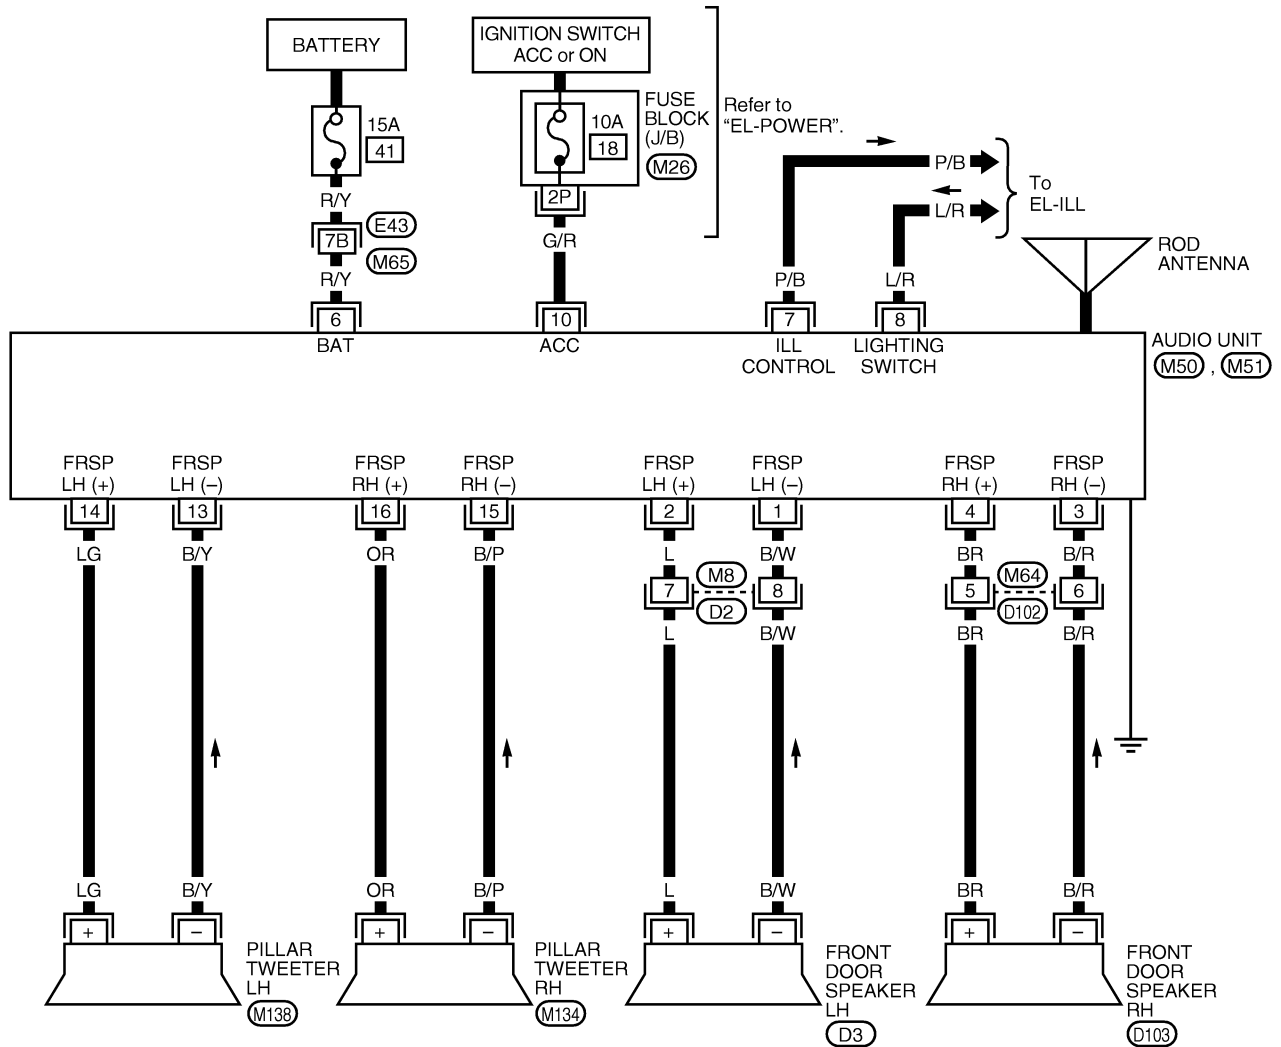 BATTERY
IGNITION SWITCH
ACC or ON
15A
41
10A
18
FUSE
BLOCK
(J/B)
M26
Refer to
“EL-POWER”.
2P
R/Y
7B
E43
M65
R/Y
G/R
P/B
L/R
To
EL-ILL
P/B
L/R
ROD
ANTENNA
6
10
7
8
BAT
ACC
ILL
CONTROL
LIGHTING
SWITCH
AUDIO UNIT
M50 , M51
FRSP
LH (+)
FRSP
LH (–)
FRSP
RH (+)
FRSP
RH (–)
FRSP
LH (+)
FRSP
LH (–)
FRSP
RH (+)
FRSP
RH (–)
14
13
16
15
2
1
4
3
LG
B/Y
OR
B/P
L
B/W
BR
B/R
7
M8
D2
8
5
M64
D102
6
L
B/W
BR
B/R
LG
B/Y
OR
B/P
L
B/W
BR
B/R
+
–
+
–
+
–
+
–
PILLAR
TWEETER
LH
M138
PILLAR
TWEETER
RH
M134
FRONT
DOOR
SPEAKER
LH
D3
FRONT
DOOR
SPEAKER
RH
D103